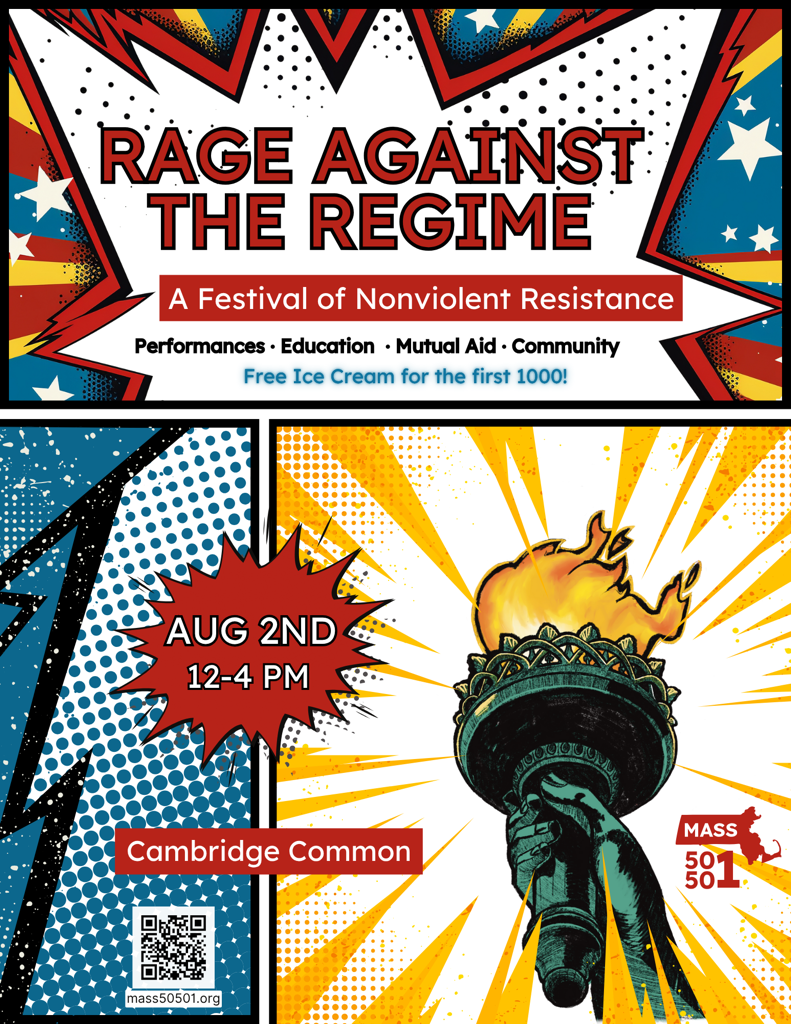 RAGE AGAINST
THE REGIME
A Festival of Nonviolent Resistance
Performances · Education · Mutual Aid · Community
Free Ice Cream for the first 1000!
AUG 2ND
12-4 PM
Cambridge Common
MASS
50
50
1
mass50501.org